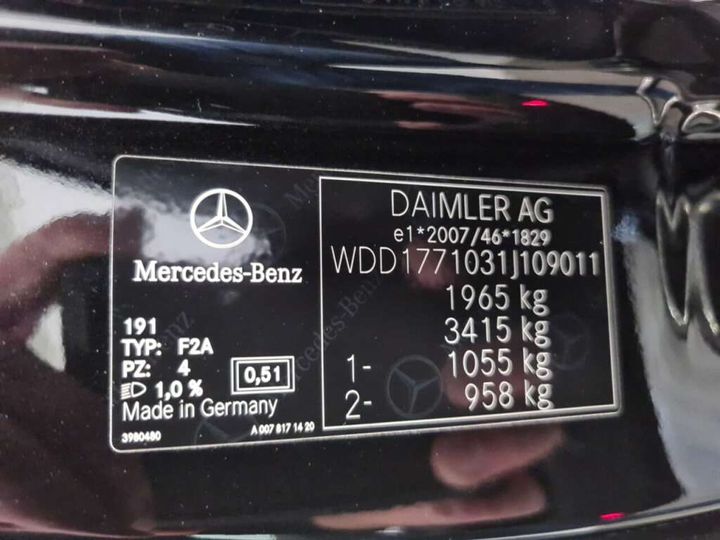 Mercedes-Benz
191
TYP: F2A
PZ: 4
1,0 %
0,51
Made in Germany
3980480
A 007 817 14 20
DAIMLER AG
e1*2007/46*1829
WDD1771031J109011
1965 kg
3415 kg
1- 1055 kg
2- 958 kg